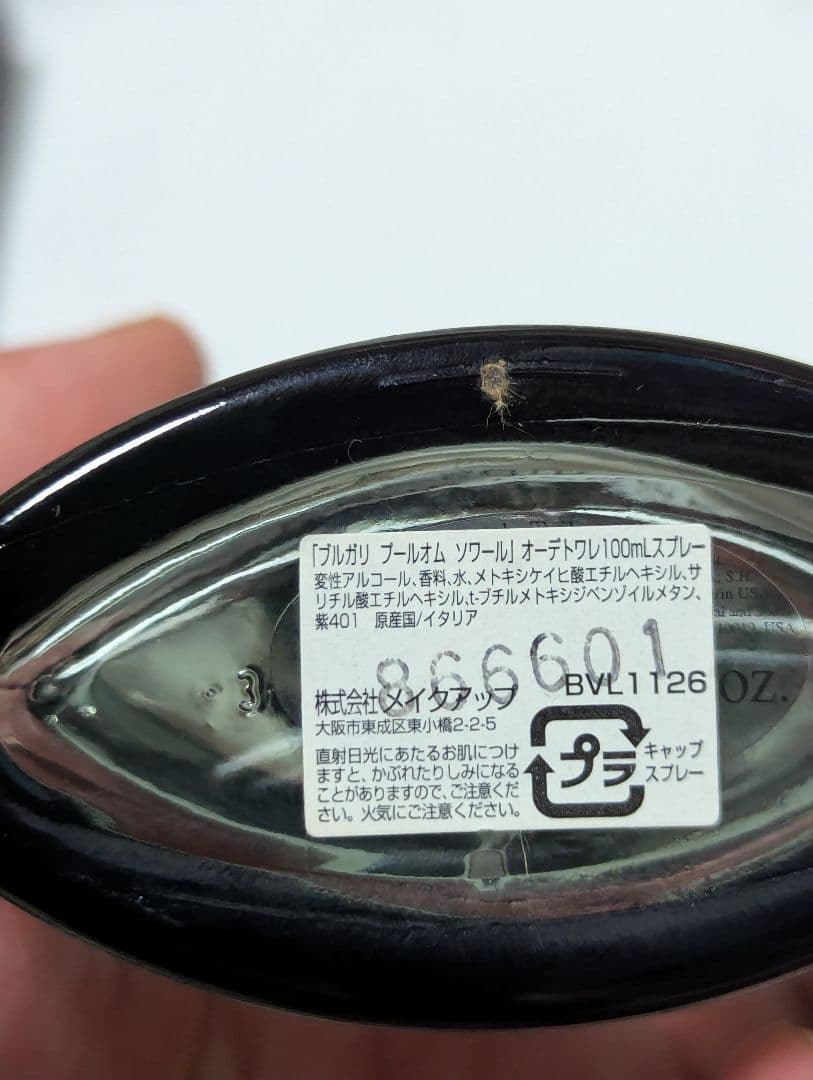 「ブルガリ プールオム ソワール」オーデトワレ100mLスプレー
変性アルコール、香料、水、メトキシケイヒ酸エチルヘキシル、サ
リチル酸エチルヘキシル、t-ブチルメトキシジベンゾイルメタン、
紫401 原産国/イタリア
866601
株式会社メイクアップ BVL1126
大阪市東成区東小橋2-2-5
直射日光にあたるお肌につけ
ますと、かぶれたりしみになる
ことがありますので、ご注意くだ
さい。火気にご注意ください。
プラ
キャップ
スプレー
S.H
in US
10019, USA
OZ.
3